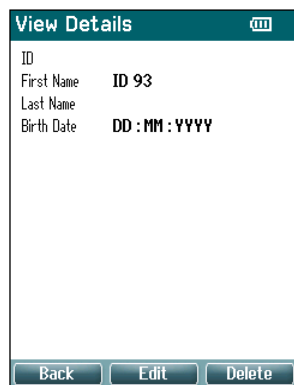 View Details
ID
First Name ID 93
Last Name
Birth Date DD : MM : YYYY
Back Edit Delete